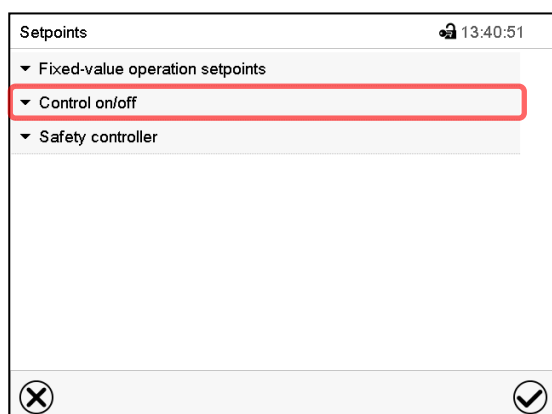 Setpoints 13:40:51
Fixed-value operation setpoints
Control on/off
Safety controller